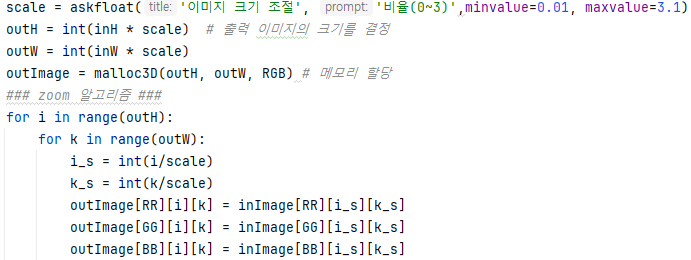 scale = askfloat( title: '이미지 크기 조절', prompt: '비율(0~3)',minvalue=0.01, maxvalue=3.1)
outH = int(inH * scale)  # 출력 이미지의 크기를 결정
outW = int(inW * scale)
outImage = malloc3D(outH, outW, RGB) # 메모리 할당
### zoom 알고리즘 ###
for i in range(outH):
    for k in range(outW):
        i_s = int(i/scale)
        k_s = int(k/scale)
        outImage[RR][i][k] = inImage[RR][i_s][k_s]
        outImage[GG][i][k] = inImage[GG][i_s][k_s]
        outImage[BB][i][k] = inImage[BB][i_s][k_s]